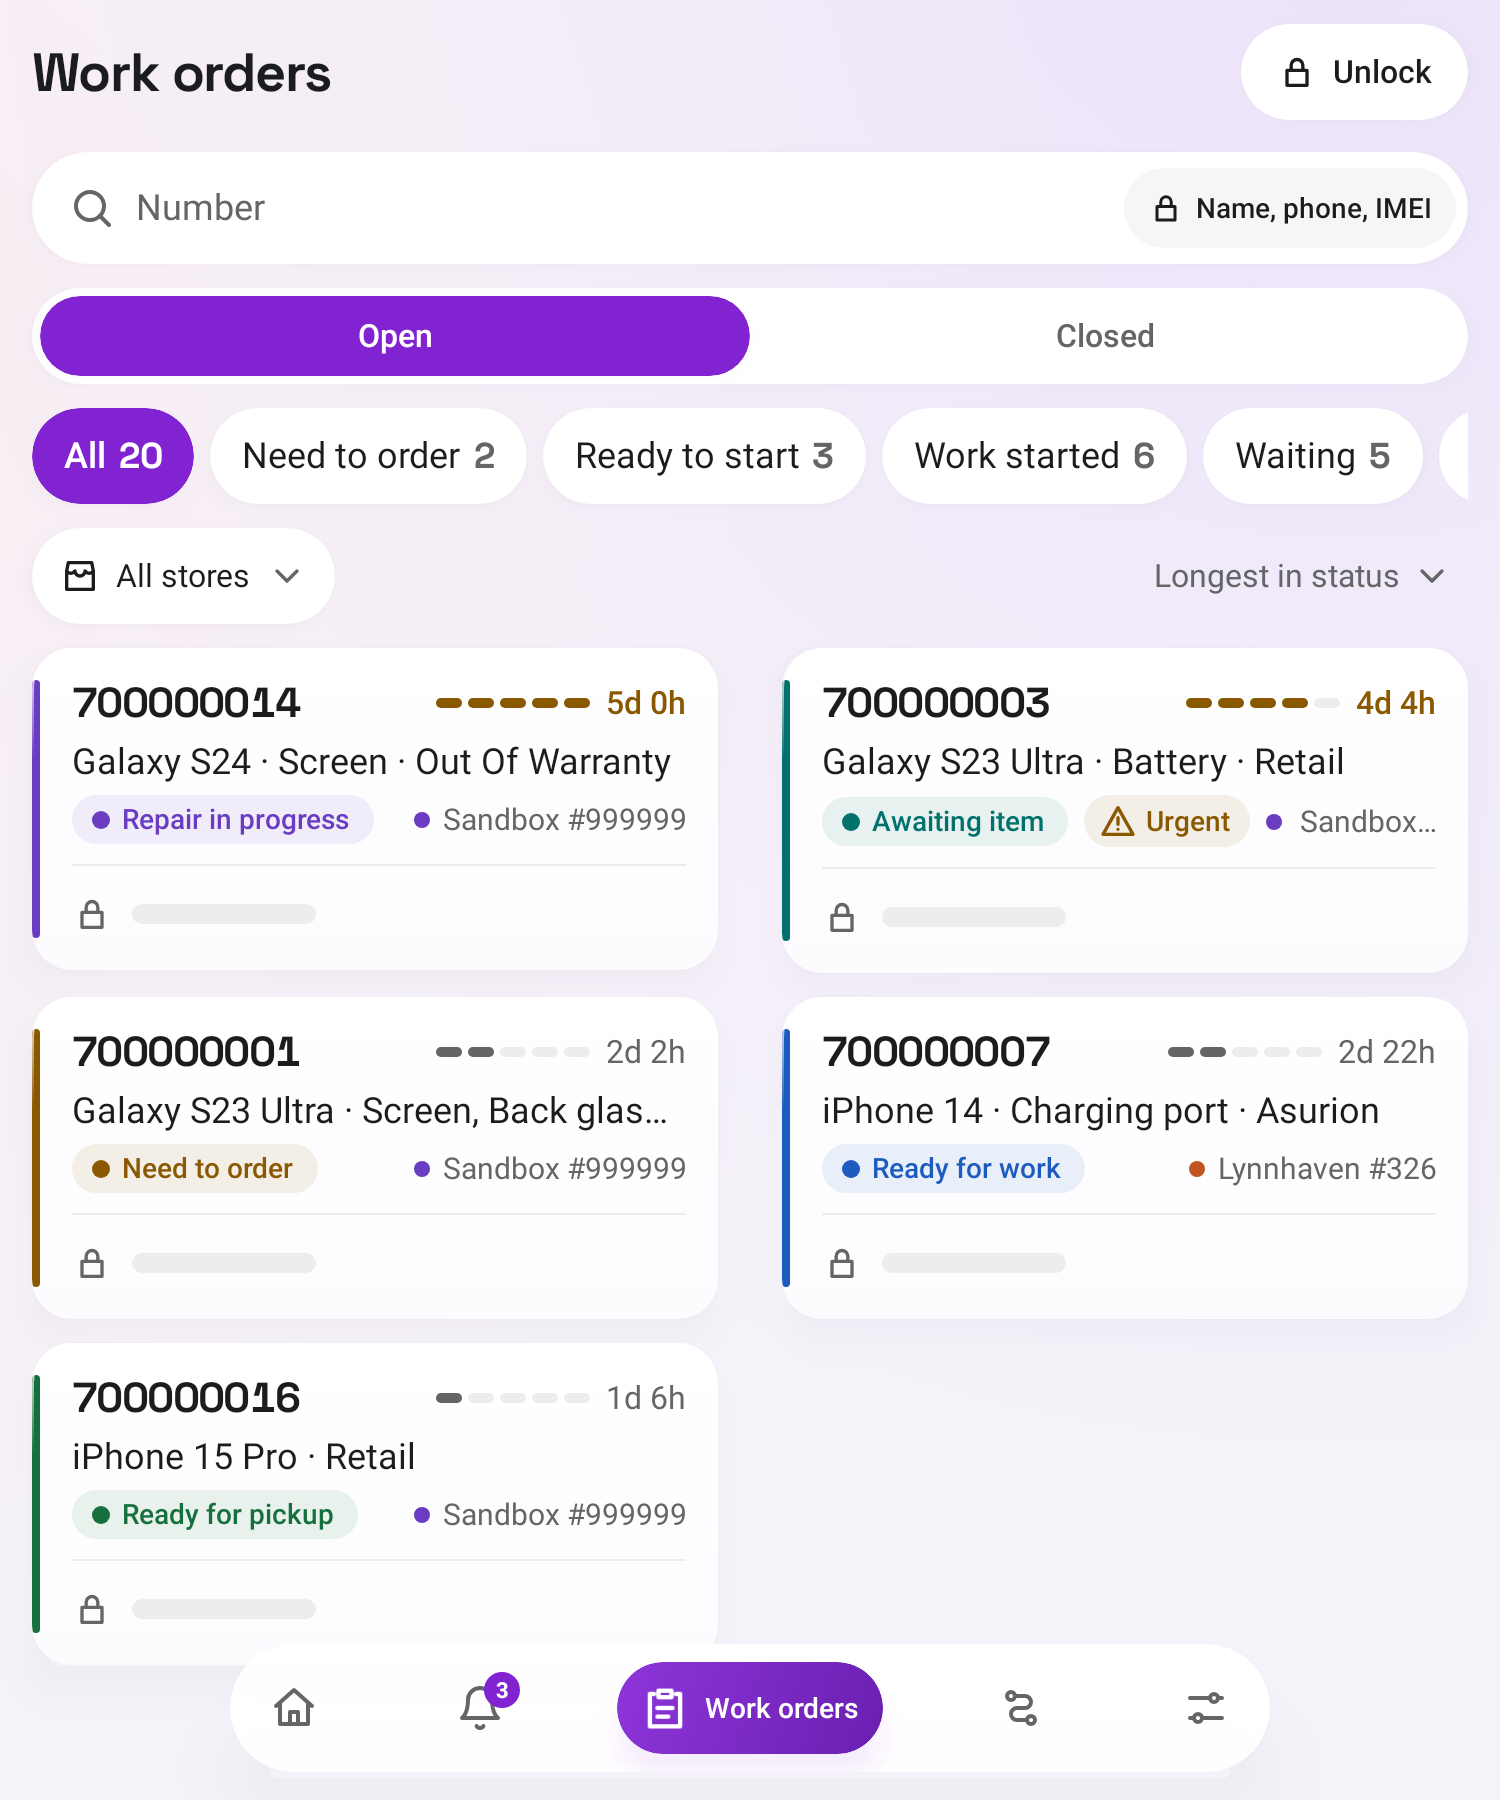 Work orders
Unlock
Number
Name, phone, IMEI
Open
Closed
All 20
Need to order 2
Ready to start 3
Work started 6
Waiting 5
All stores
Longest in status
700000014
5d 0h
Galaxy S24 · Screen · Out Of Warranty
Repair in progress
Sandbox #999999
700000003
4d 4h
Galaxy S23 Ultra · Battery · Retail
Awaiting item
Urgent
Sandbox...
700000001
2d 2h
Galaxy S23 Ultra · Screen, Back glas...
Need to order
Sandbox #999999
700000007
2d 22h
iPhone 14 · Charging port · Asurion
Ready for work
Lynnhaven #326
700000016
1d 6h
iPhone 15 Pro · Retail
Ready for pickup
Sandbox #999999
3
Work orders